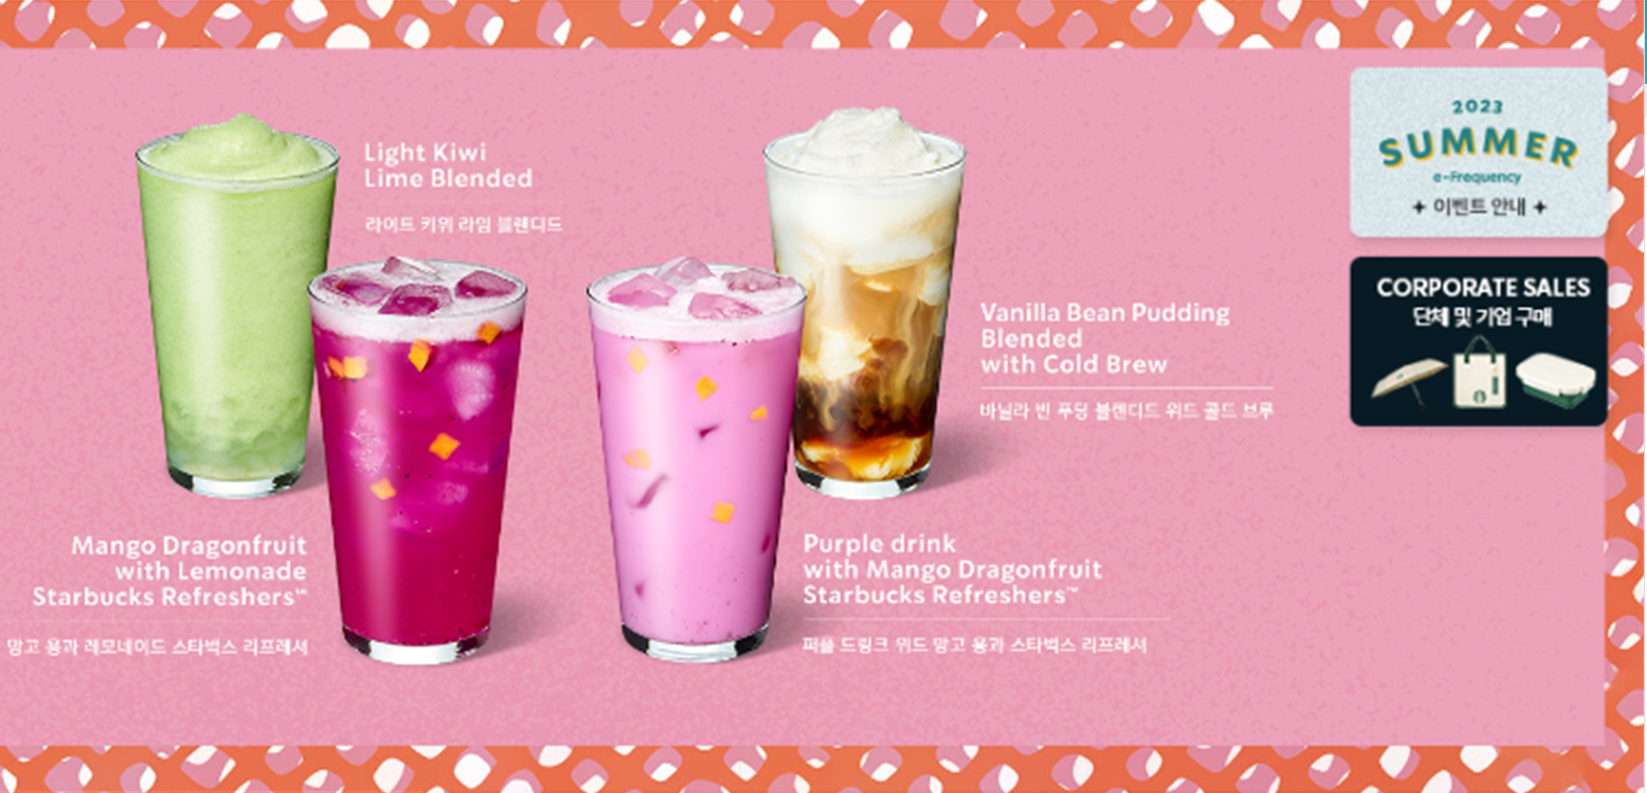 Light Kiwi
Lime Blended
라이트 키위 라임 블렌디드
Mango Dragonfruit
with Lemonade
Starbucks Refreshers™
망고 용과 레모네이드 스타벅스 리프레셔
Purple drink
with Mango Dragonfruit
Starbucks Refreshers™
퍼플 드링크 위드 망고 용과 스타벅스 리프레셔
Vanilla Bean Pudding
Blended
with Cold Brew
바닐라 빈 푸딩 블렌디드 위드 콜드 브루
2023
SUMMER
e-Frequency
이벤트 안내
CORPORATE SALES
단체 및 기업 구매